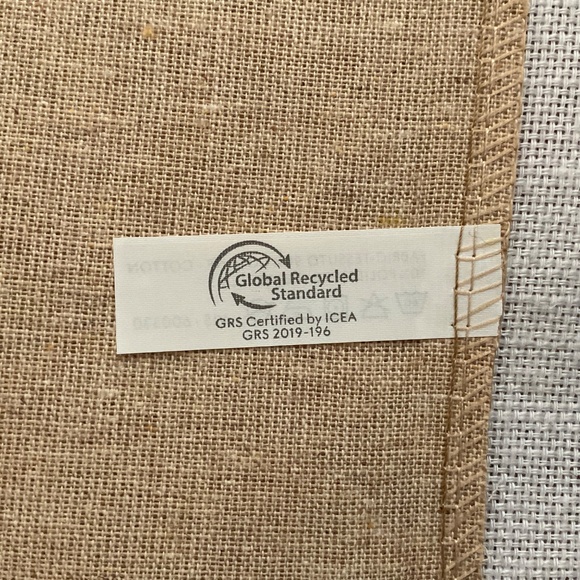 Global Recycled
Standard
GRS Certified by ICEA
GRS 2019-196